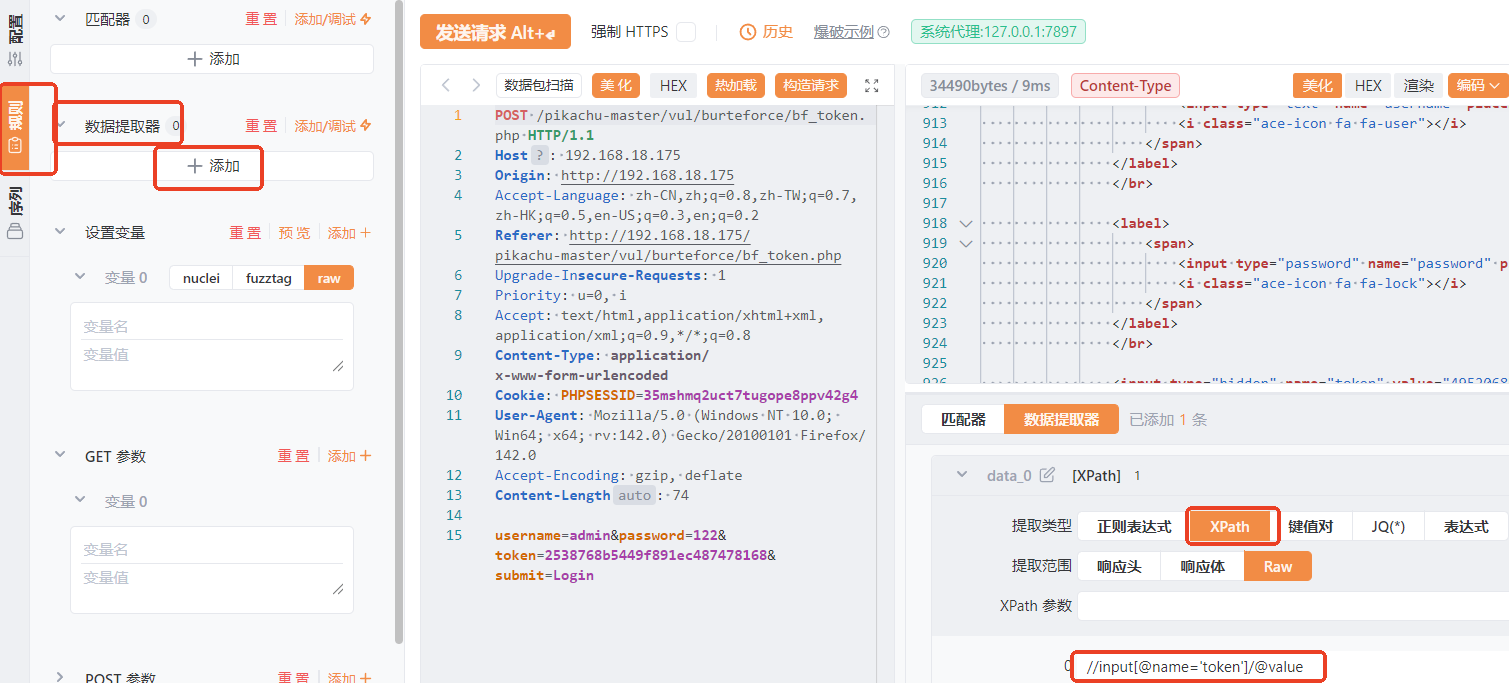 配置
规则
序列
匹配器 0 重置 添加/调试
添加
数据提取器 0 重置 添加/调试
添加
设置变量 重置 预览 添加
变量 0 nuclei fuzztag raw
变量名
变量值
GET 参数 重置 添加
变量 0
变量名
变量值
POST 参数 重置 添加
发送请求 Alt+ 强制 HTTPS 历史 爆破示例 系统代理:127.0.0.1:7897
数据包扫描 美化 HEX 热加载 构造请求
1 POST /pikachu-master/vul/burteforce/bf_token.
php HTTP/1.1
2 Host ? : 192.168.18.175
3 Origin: http://192.168.18.175
4 Accept-Language: zh-CN,zh;q=0.8,zh-TW;q=0.7,
zh-HK;q=0.5,en-US;q=0.3,en;q=0.2
5 Referer: http://192.168.18.175/
pikachu-master/vul/burteforce/bf_token.php
6 Upgrade-Insecure-Requests: 1
7 Priority: u=0, i
8 Accept: text/html,application/xhtml+xml,
application/xml;q=0.9,*/*;q=0.8
9 Content-Type: application/
x-www-form-urlencoded
10 Cookie: PHPSESSID=35mshmq2uct7tugope8ppv42g4
11 User-Agent: Mozilla/5.0 (Windows NT 10.0;
Win64; x64; rv:142.0) Gecko/20100101 Firefox/
142.0
12 Accept-Encoding: gzip, deflate
13 Content-Length auto : 74
14
15 username=admin&password=122&
token=2538768b5449f891ec487478168&
submit=Login
34490bytes / 9ms Content-Type 美化 HEX 渲染 编码
912 <input type="text" name="username"
913 <i class="ace-icon fa fa-user"></i>
914 </span>
915 </label>
916 </br>
917
918 <label>
919 <span>
920 <input type="password" name="password" p
921 <i class="ace-icon fa fa-lock"></i>
922 </span>
923 </label>
924 </br>
925
926 <input type="hidden" name="token" value="4952068
匹配器 数据提取器 已添加 1 条
data_0 [XPath] 1
提取类型 正则表达式 XPath 键值对 JQ(*) 表达式
提取范围 响应头 响应体 Raw
XPath 参数
0 //input[@name='token']/@value